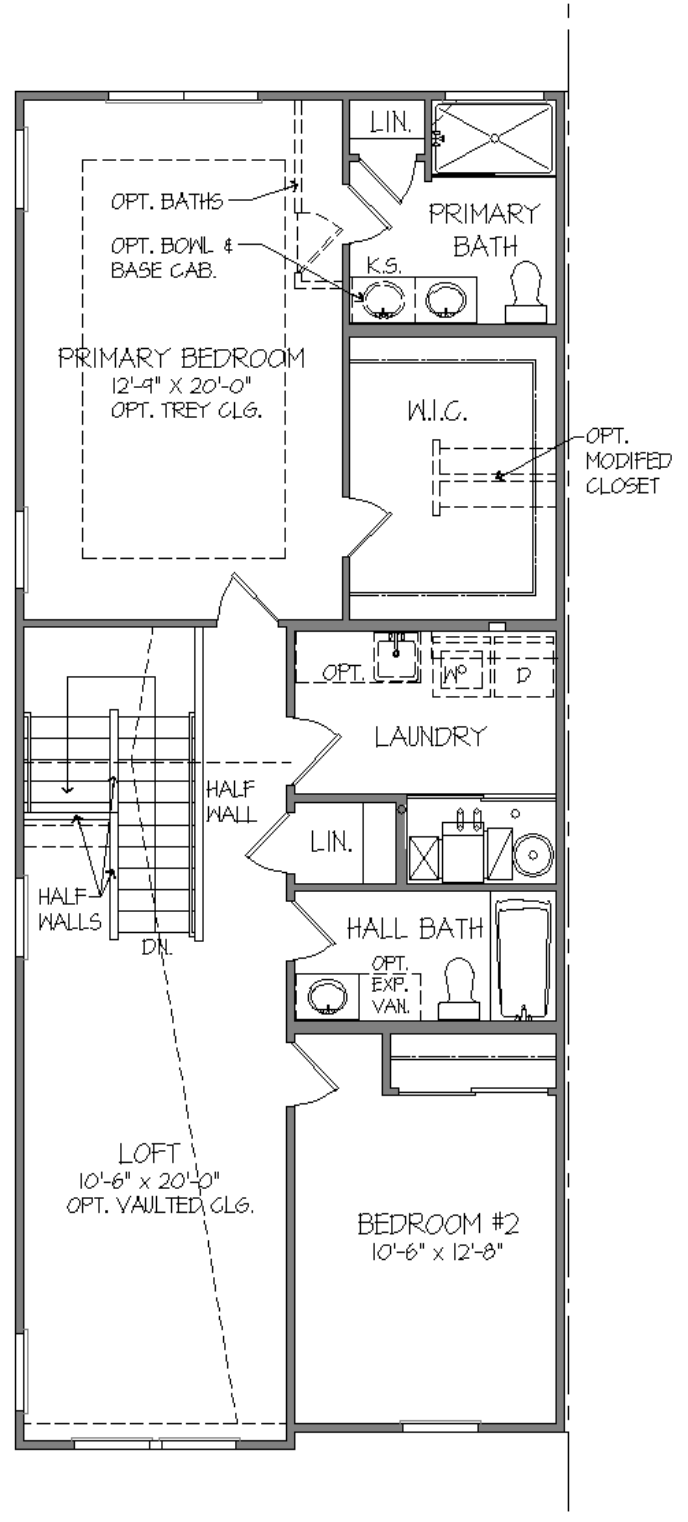 LIN.
OPT. BATHS
PRIMARY
BATH
OPT. BOWL &
BASE CAB.
K.S.
PRIMARY BEDROOM
12'-9" X 20'-0"
OPT. TREY CLG.
W.I.C.
OPT.
MODIFED
CLOSET
OPT.
W
D
LAUNDRY
HALF
WALL
LIN.
HALF
WALLS
DN.
HALL BATH
OPT.
EXP.
VAN.
LOFT
10'-6" x 20'-0"
OPT. VAULTED CLG.
BEDROOM #2
10'-6" x 12'-8"